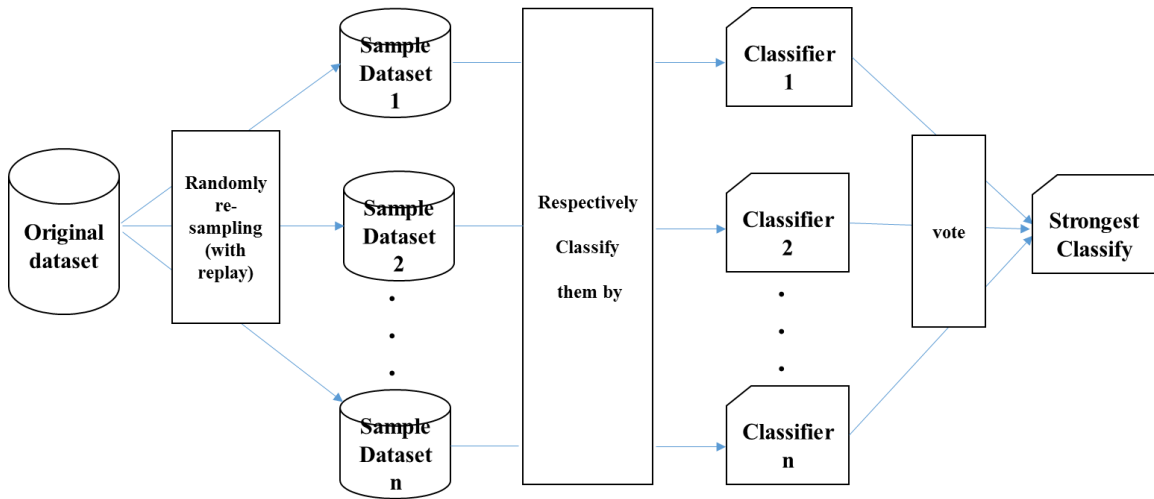 Original
dataset
Randomly
re-
sampling
(with
replay)
Sample
Dataset
1
Sample
Dataset
2
Sample
Dataset
n
Respectively
Classify
them by
Classifier
1
Classifier
2
Classifier
n
vote
Strongest
Classify